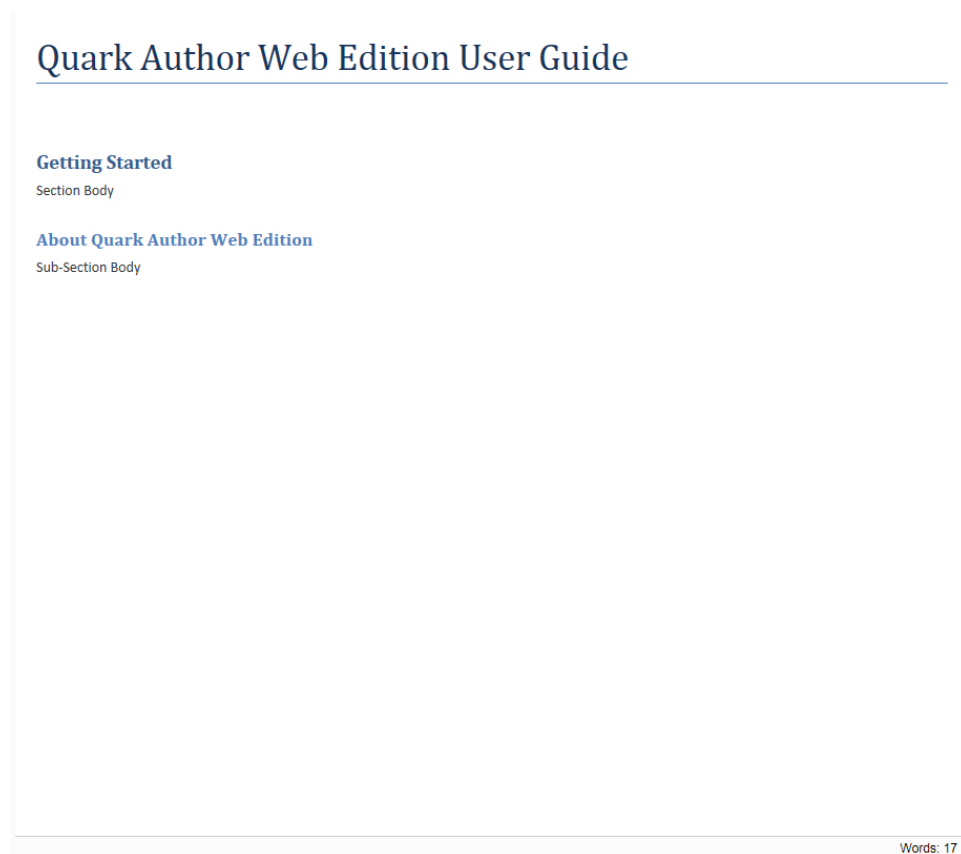 Quark Author Web Edition User Guide
Getting Started
Section Body
About Quark Author Web Edition
Sub-Section Body
Words: 17